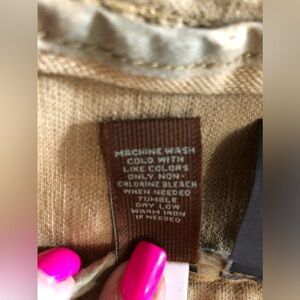 MACHINE WASH
COLD WITH
LIKE COLORS
ONLY NON-
CHLORINE BLEACH
WHEN NEEDED
TUMBLE
DRY LOW
WARM IRON
IF NEEDED